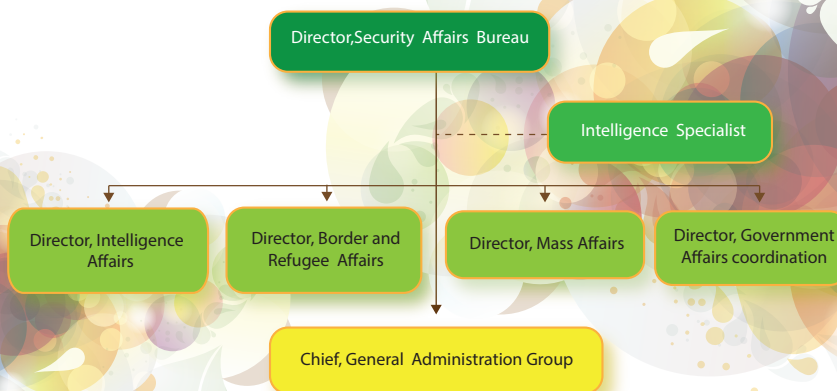 Director,Security Affairs Bureau
Intelligence Specialist
Director, Intelligence
Affairs
Director, Border and
Refugee Affairs
Director, Mass Affairs
Director, Government
Affairs coordination
Chief, General Administration Group